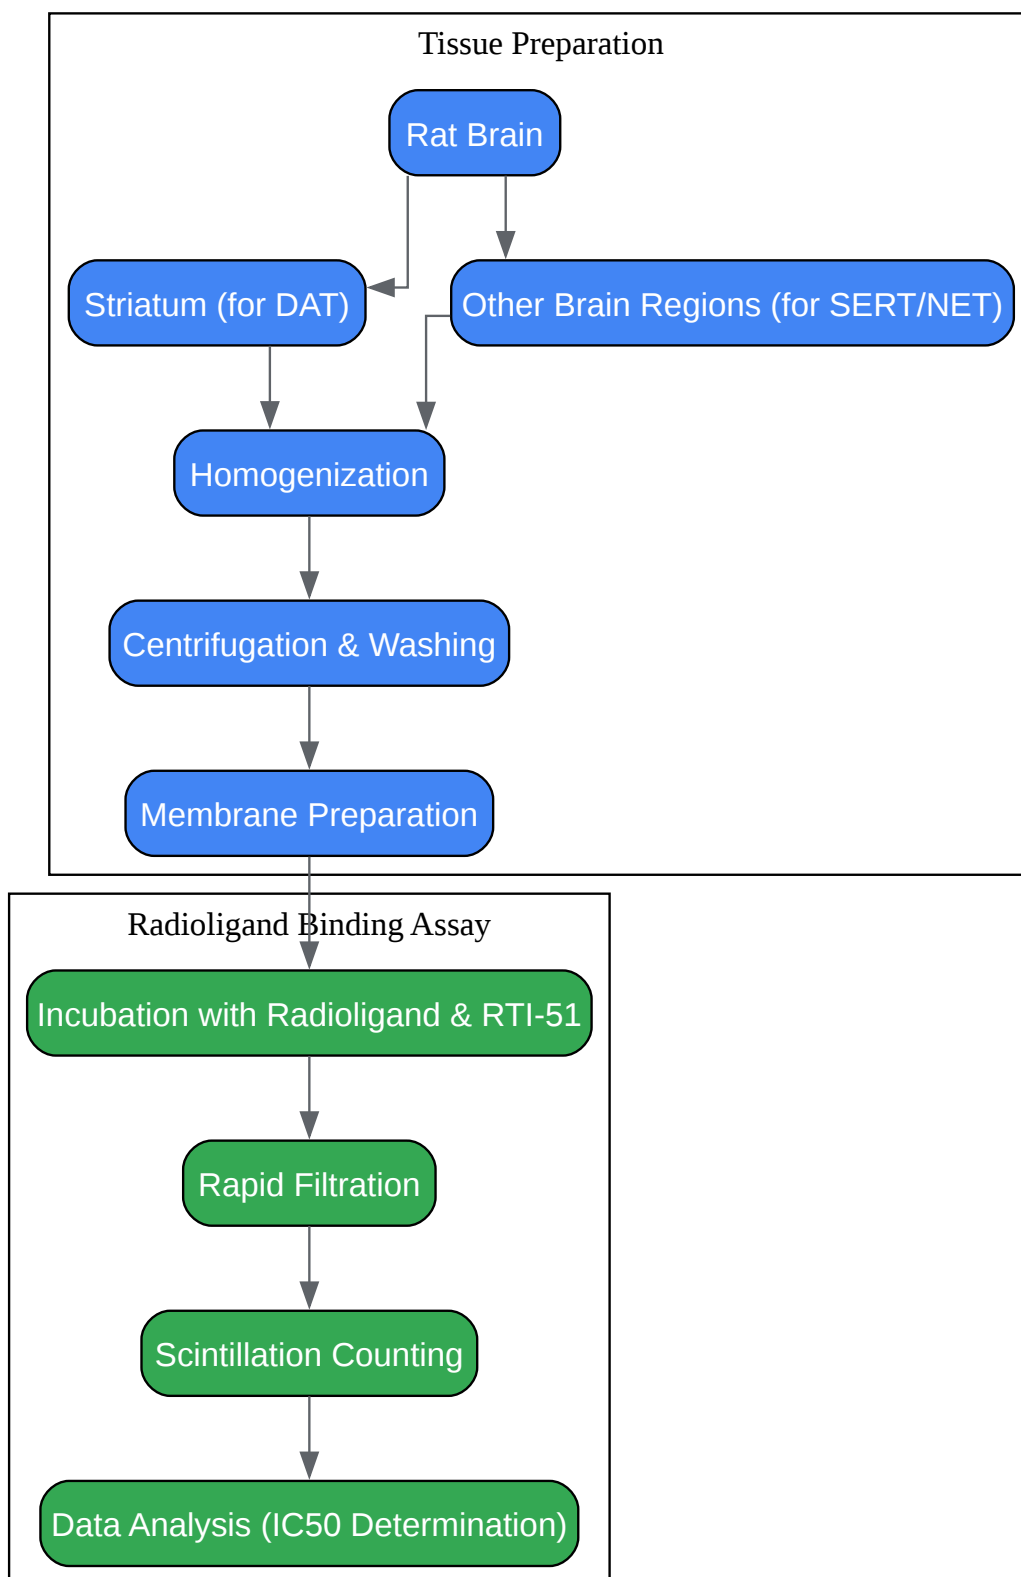 Tissue Preparation
Rat Brain
Striatum (for DAT)
Other Brain Regions (for SERT/NET)
Homogenization
Centrifugation & Washing
Membrane Preparation
Radioligand Binding Assay
Incubation with Radioligand & RTI-51
Rapid Filtration
Scintillation Counting
Data Analysis (IC50 Determination)